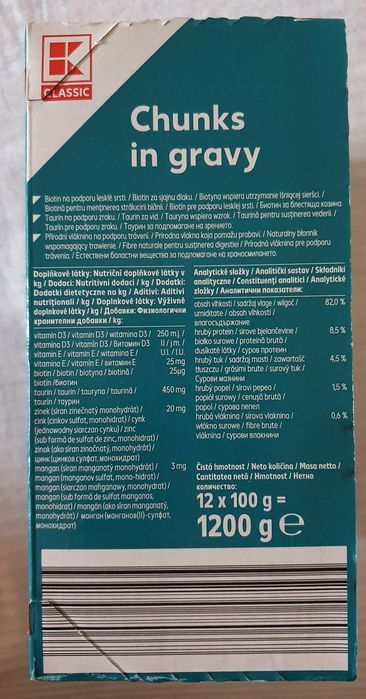 K
CLASSIC
Chunks
in gravy
Biotin na podporu lesklé srsti. / Biotin za sjajnu dlaku. / Biotyna wspiera utrzymanie lśniącej sierści. /
Biotină pentru menținerea strălucirii blănii. / Biotín pre podporu lesklej srsti. / Биотин за блестяща козина.
Taurin na podporu zraku. / Taurin za vid. / Tauryna wspiera wzrok. / Taurină pentru susținerea vederii. /
Taurín pre podporu zraku. / Таурин за подпомагане на зрението.
Přírodní vláknina na podporu trávení. / Prirodna vlakna koja pomažu probavi. / Naturalny błonnik
wspomagający trawienie. / Fibre naturale pentru susținerea digestiei / Prírodná vláknina pre podporu
trávenia. / Естествени баластни вещества за подпомагане на храносмилането.
Doplňkové látky: Nutriční doplňkové látky v
kg / Dodaci: Nutritivni dodaci / kg / Dodatki:
Dodatki dietetyczne na kg / Aditivi: Aditivi
nutriționali / kg / Doplnkové látky: Výživné
doplnkové látky / kg / Добавки: Физиологични
хранителни добавки / kg:
vitamin D3 / vitamin D3 / witamina D3 / 250 m.j. /
vitamina D3 / vitamín D3 / Витамин D3 IJ / j.m. /
U.I. / I.U.
vitamin E / vitamin E / witamina E /
vitamina E / vitamín E / витамин Е 25 mg
biotin / biotin / biotyna / biotină / 25µg
biotín /биотин
taurin / taurin / tauryna / taurină / 450 mg
taurín / таурин
zinek (síran zinečnatý monohydrát) / 20 mg
cink (cinkov sulfat, monohidrat) / cynk
(jednowodny siarczan cynku) / zinc
(sub formă de sulfat de zinc, monohidrat) /
zinok (ako síran zinočnatý, monohydrát) /
цинк (цинков сулфат, монохидрат)
mangan (síran manganatý monohydrát) / 3 mg
mangan (manganov sulfat, mono-hidrat) /
mangan (siarczan manganawy, monohydrat) /
mangan (sub formă de sulfat manganos,
monohidrat) / mangán (ako síran manganatý,
monohydrát) / манган (манганов(II)-сулфат,
монохидрат)
Analytické složky / Analitički sastav / Składniki
analityczne / Constituenți analitici / Analytické
zložky / Аналитични показатели:
obsah vlhkosti / sadržaj vlage / wilgoć / 82,0 %
umiditate / obsah vlhkosti /
влагосъдържание
hrubý protein / sirove bjelančevine / 8,5 %
białko surowe / proteină brută /
dusíkaté látky / суров протеин
hrubý tuk / sadržaj masti / zawartość 4,5 %
tłuszczu / grăsimi brute / surový tuk /
Сурови мазнини
hrubý popel / sirovi pepeo / 1,5 %
popiół surowy / cenușă brută /
popol / сурова пепел
hrubá vláknina / sirova vlaknina / 0,6 %
włókno surowe / fibre brute /
vláknina / сурови влакнини
Čistá hmotnost / Neto količina / Masa netto /
Cantitatea netă / Hmotnosť / Нетно
количество:
12 x 100 g =
1200 g ℮